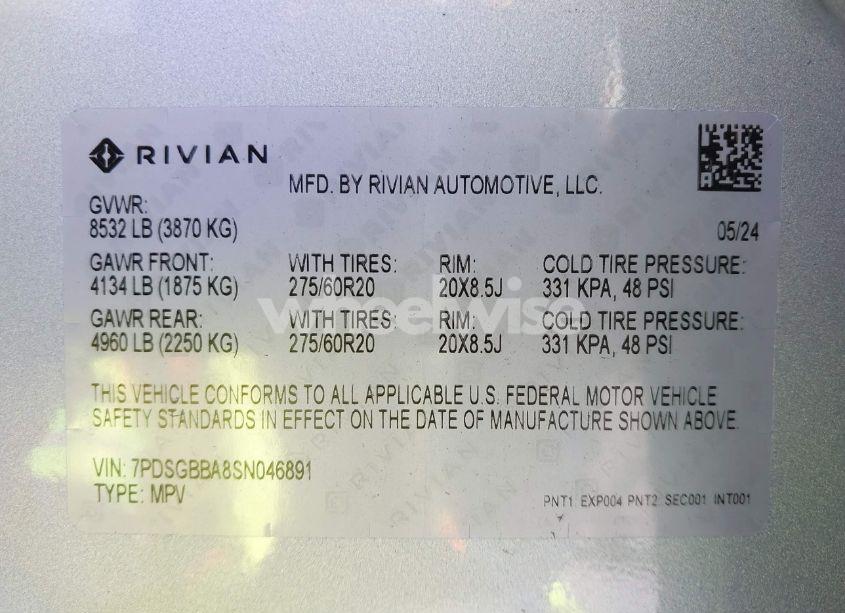 RIVIAN
MFD. BY RIVIAN AUTOMOTIVE, LLC.
GVWR:
8532 LB (3870 KG)
05/24
GAWR FRONT: WITH TIRES: RIM: COLD TIRE PRESSURE:
4134 LB (1875 KG) 275/60R20 20X8.5J 331 KPA, 48 PSI
GAWR REAR: WITH TIRES: RIM: COLD TIRE PRESSURE:
4960 LB (2250 KG) 275/60R20 20X8.5J 331 KPA, 48 PSI
wheelwise
THIS VEHICLE CONFORMS TO ALL APPLICABLE U.S. FEDERAL MOTOR VEHICLE
SAFETY STANDARDS IN EFFECT ON THE DATE OF MANUFACTURE SHOWN ABOVE.
VIN: 7PDSGBBA8SN046891
TYPE: MPV
PNT1 EXP004 PNT2 SEC001 INT001
RIVIAN